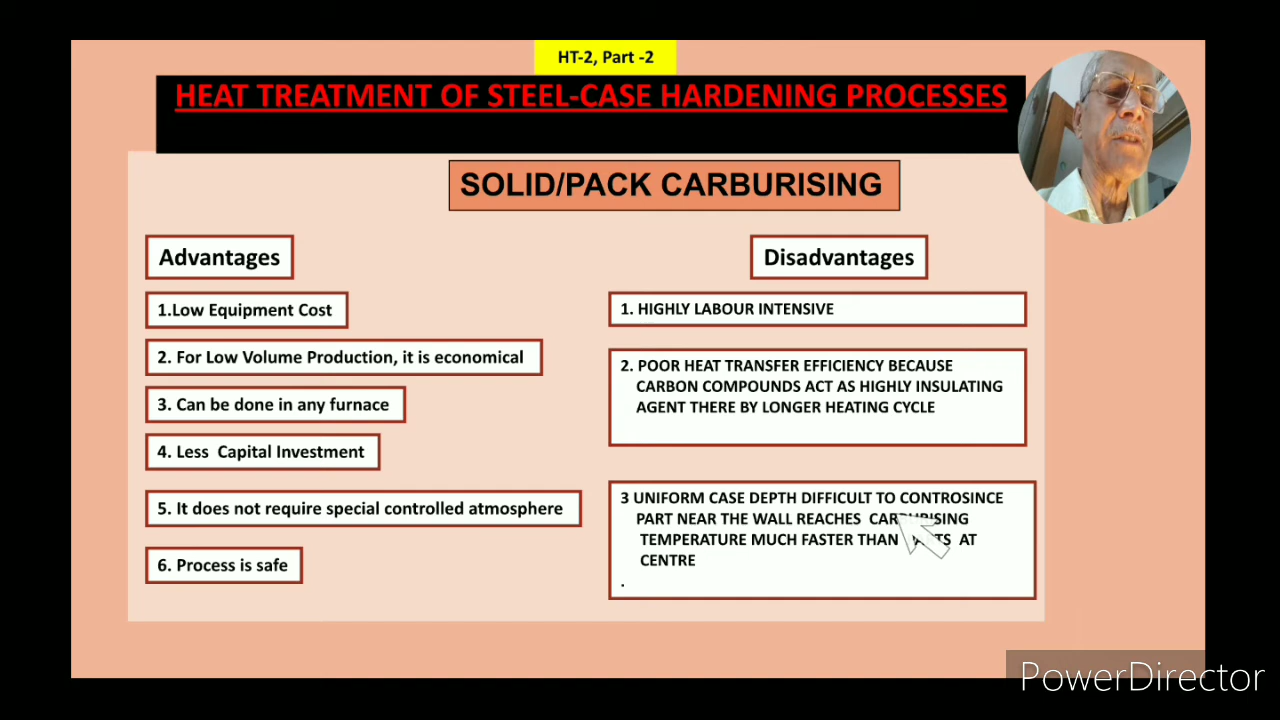 HT-2, Part -2
HEAT TREATMENT OF STEEL-CASE HARDENING PROCESSES
SOLID/PACK CARBURISING
Advantages
1.Low Equipment Cost
2. For Low Volume Production, it is economical
3. Can be done in any furnace
4. Less Capital Investment
5. It does not require special controlled atmosphere
6. Process is safe
Disadvantages
1. HIGHLY LABOUR INTENSIVE
2. POOR HEAT TRANSFER EFFICIENCY BECAUSE
CARBON COMPOUNDS ACT AS HIGHLY INSULATING
AGENT THERE BY LONGER HEATING CYCLE
3 UNIFORM CASE DEPTH DIFFICULT TO CONTROSINCE
PART NEAR THE WALL REACHES CARBURISING
TEMPERATURE MUCH FASTER THAN AT
CENTRE
.
PowerDirector